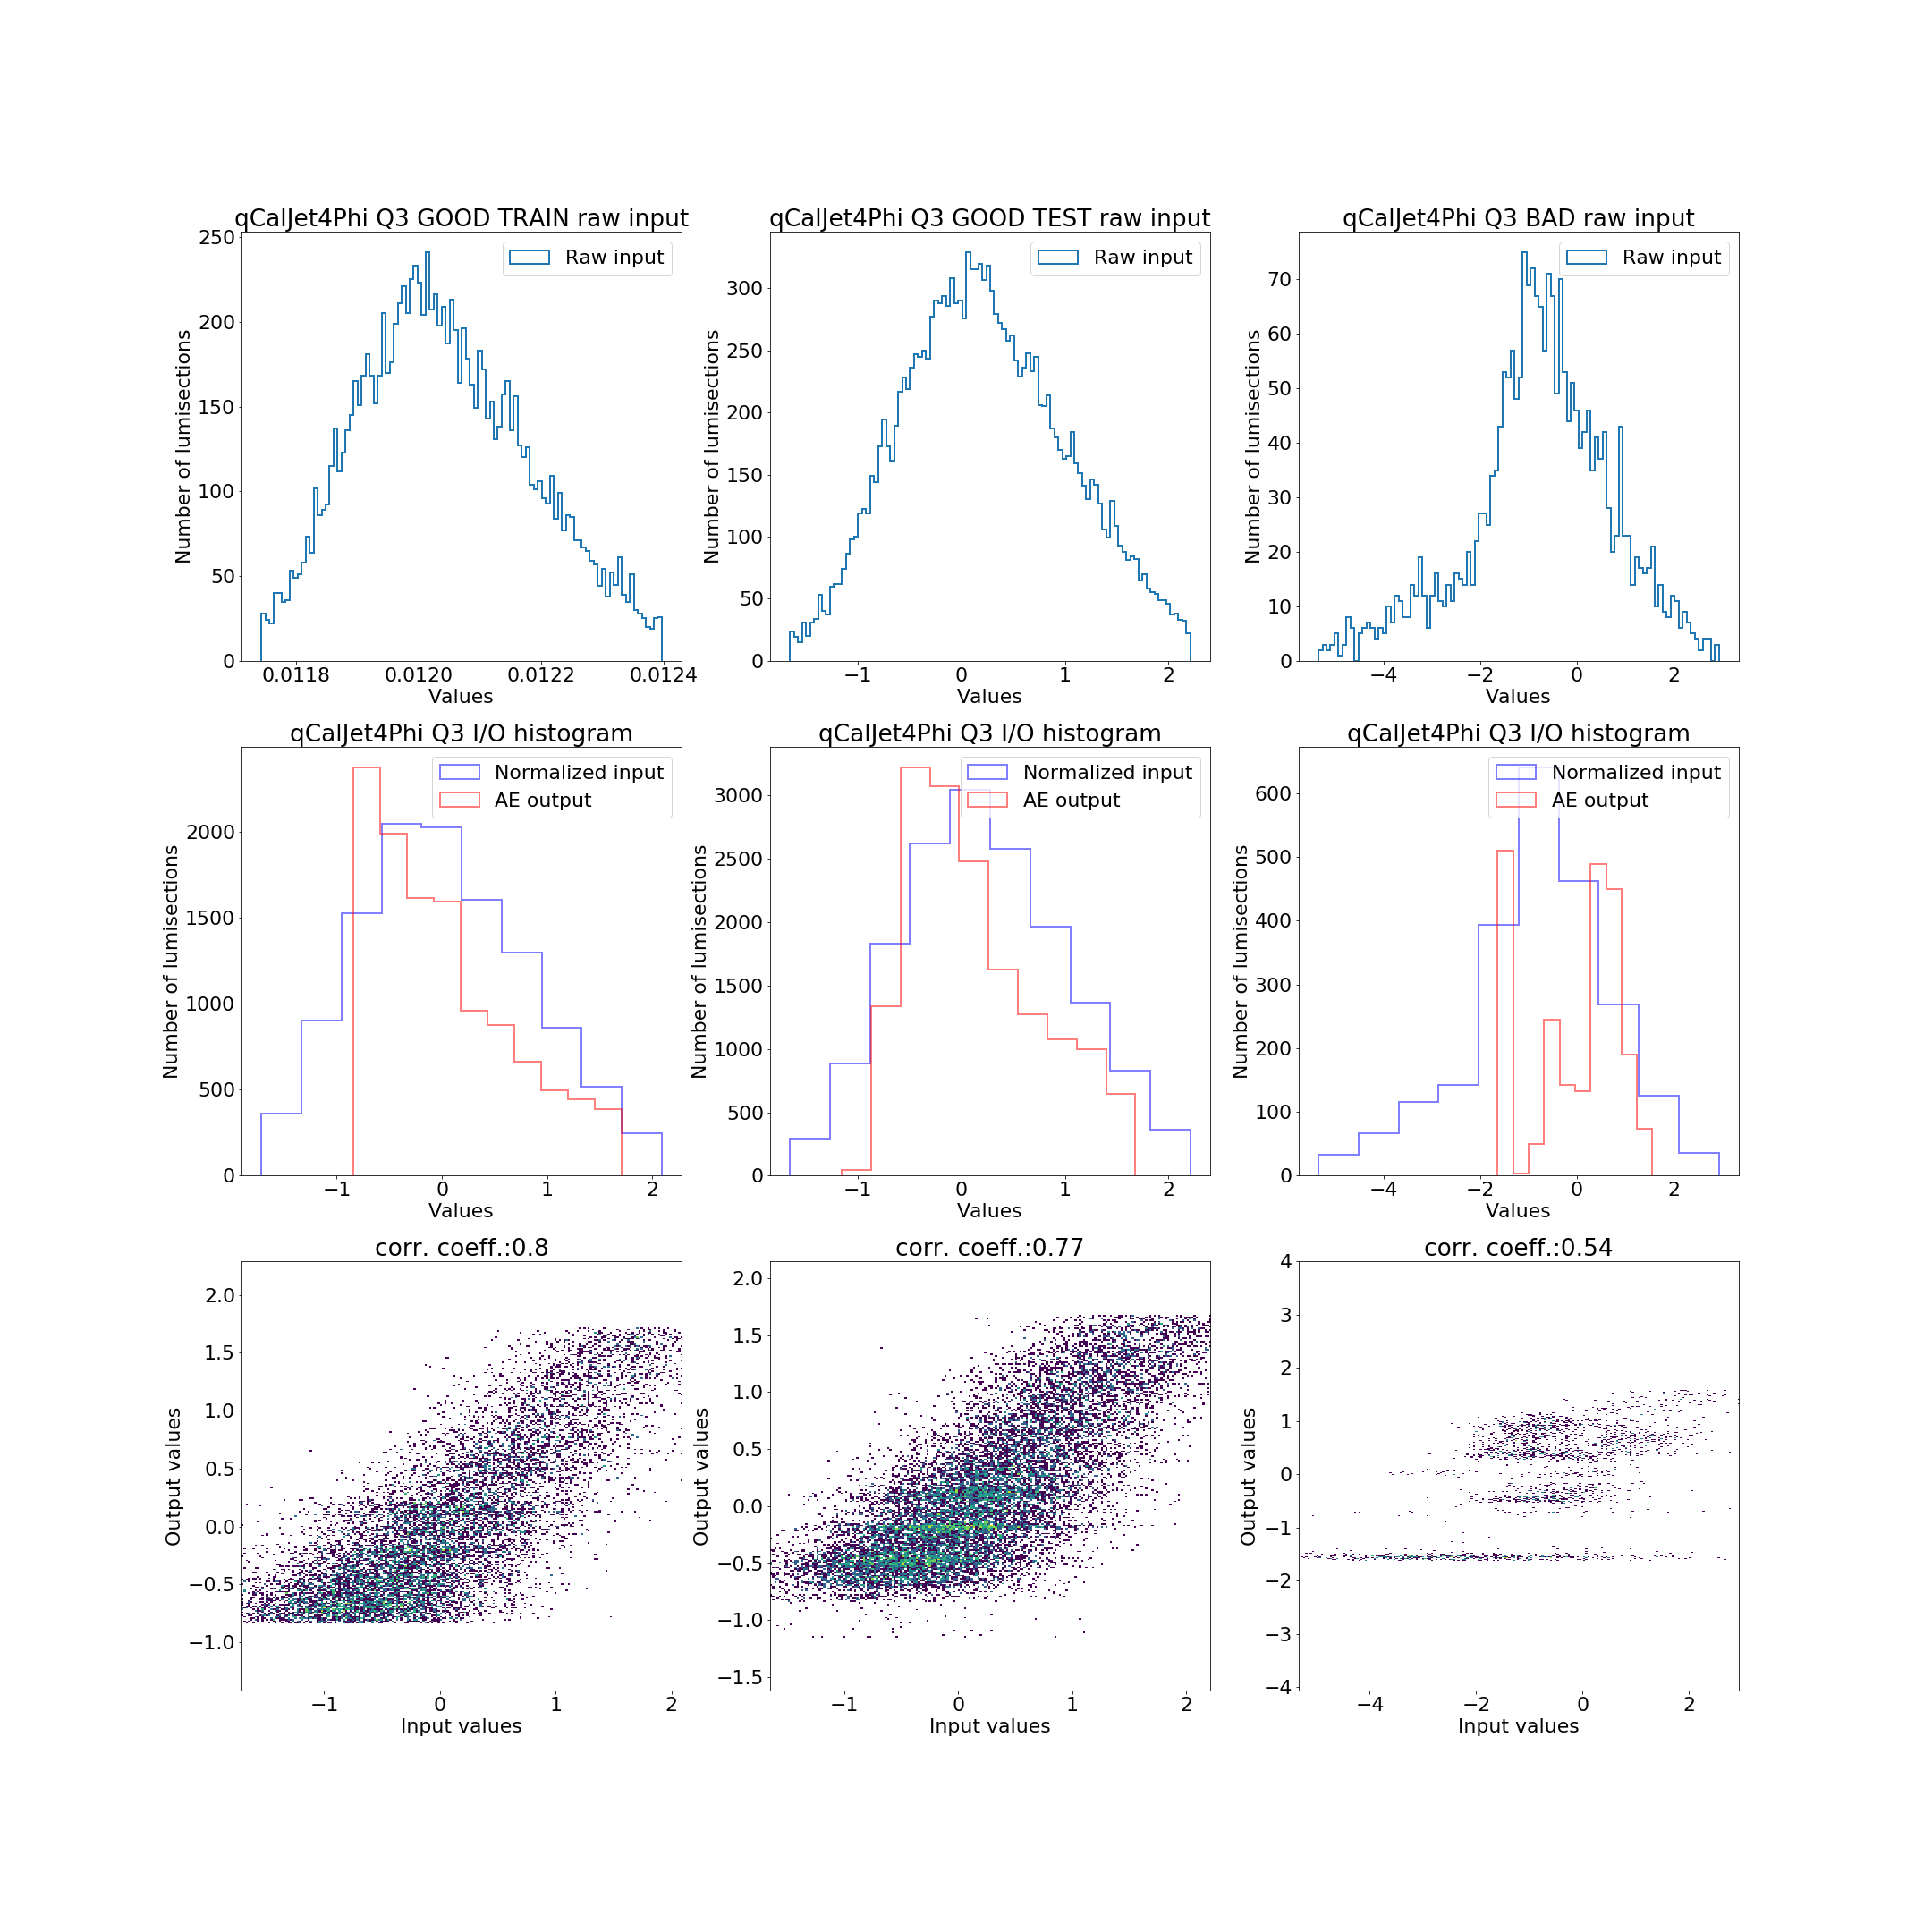 qCalJet4Phi Q3 GOOD TRAIN raw input
Raw input
Number of lumisections
250
200
150
100
50
0
0.0118 0.0120 0.0122 0.0124
Values
qCalJet4Phi Q3 GOOD TEST raw input
Raw input
Number of lumisections
300
250
200
150
100
50
0
−1 0 1 2
Values
qCalJet4Phi Q3 BAD raw input
Raw input
Number of lumisections
70
60
50
40
30
20
10
0
−4 −2 0 2
Values
qCalJet4Phi Q3 I/O histogram
Normalized input
AE output
Number of lumisections
2000
1500
1000
500
0
−1 0 1 2
Values
qCalJet4Phi Q3 I/O histogram
Normalized input
AE output
Number of lumisections
3000
2500
2000
1500
1000
500
0
−1 0 1 2
Values
qCalJet4Phi Q3 I/O histogram
Normalized input
AE output
Number of lumisections
600
500
400
300
200
100
0
−4 −2 0 2
Values
corr. coeff.:0.8
Output values
2.0
1.5
1.0
0.5
0.0
−0.5
−1.0
−1 0 1 2
Input values
corr. coeff.:0.77
Output values
2.0
1.5
1.0
0.5
0.0
−0.5
−1.0
−1.5
−1 0 1 2
Input values
corr. coeff.:0.54
Output values
4
3
2
1
0
−1
−2
−3
−4
−4 −2 0 2
Input values